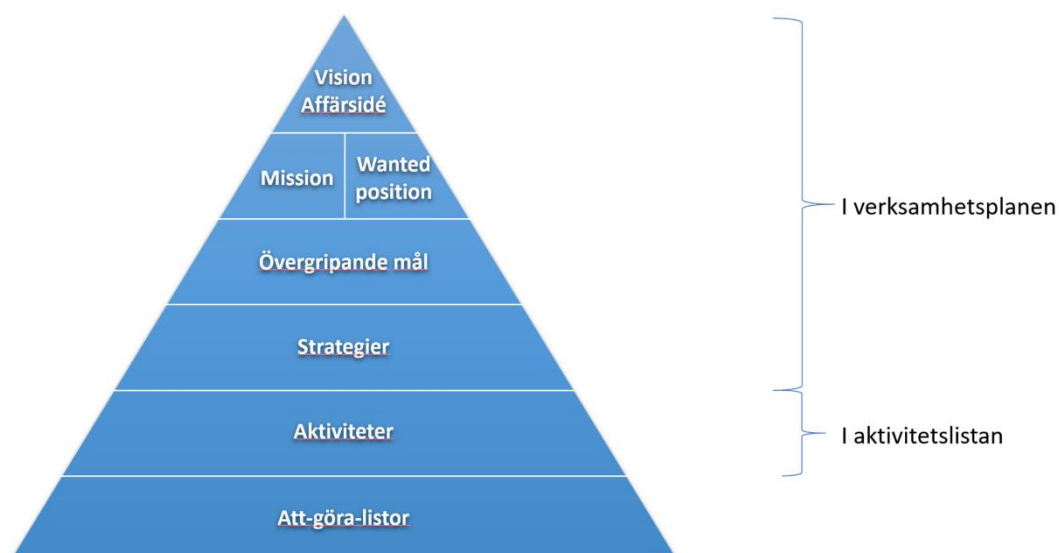 Vision
Affärsidé
Mission
Wanted
position
Övergripande mål
Strategier
Aktiviteter
Att-göra-listor
I verksamhetsplanen
I aktivitetslistan